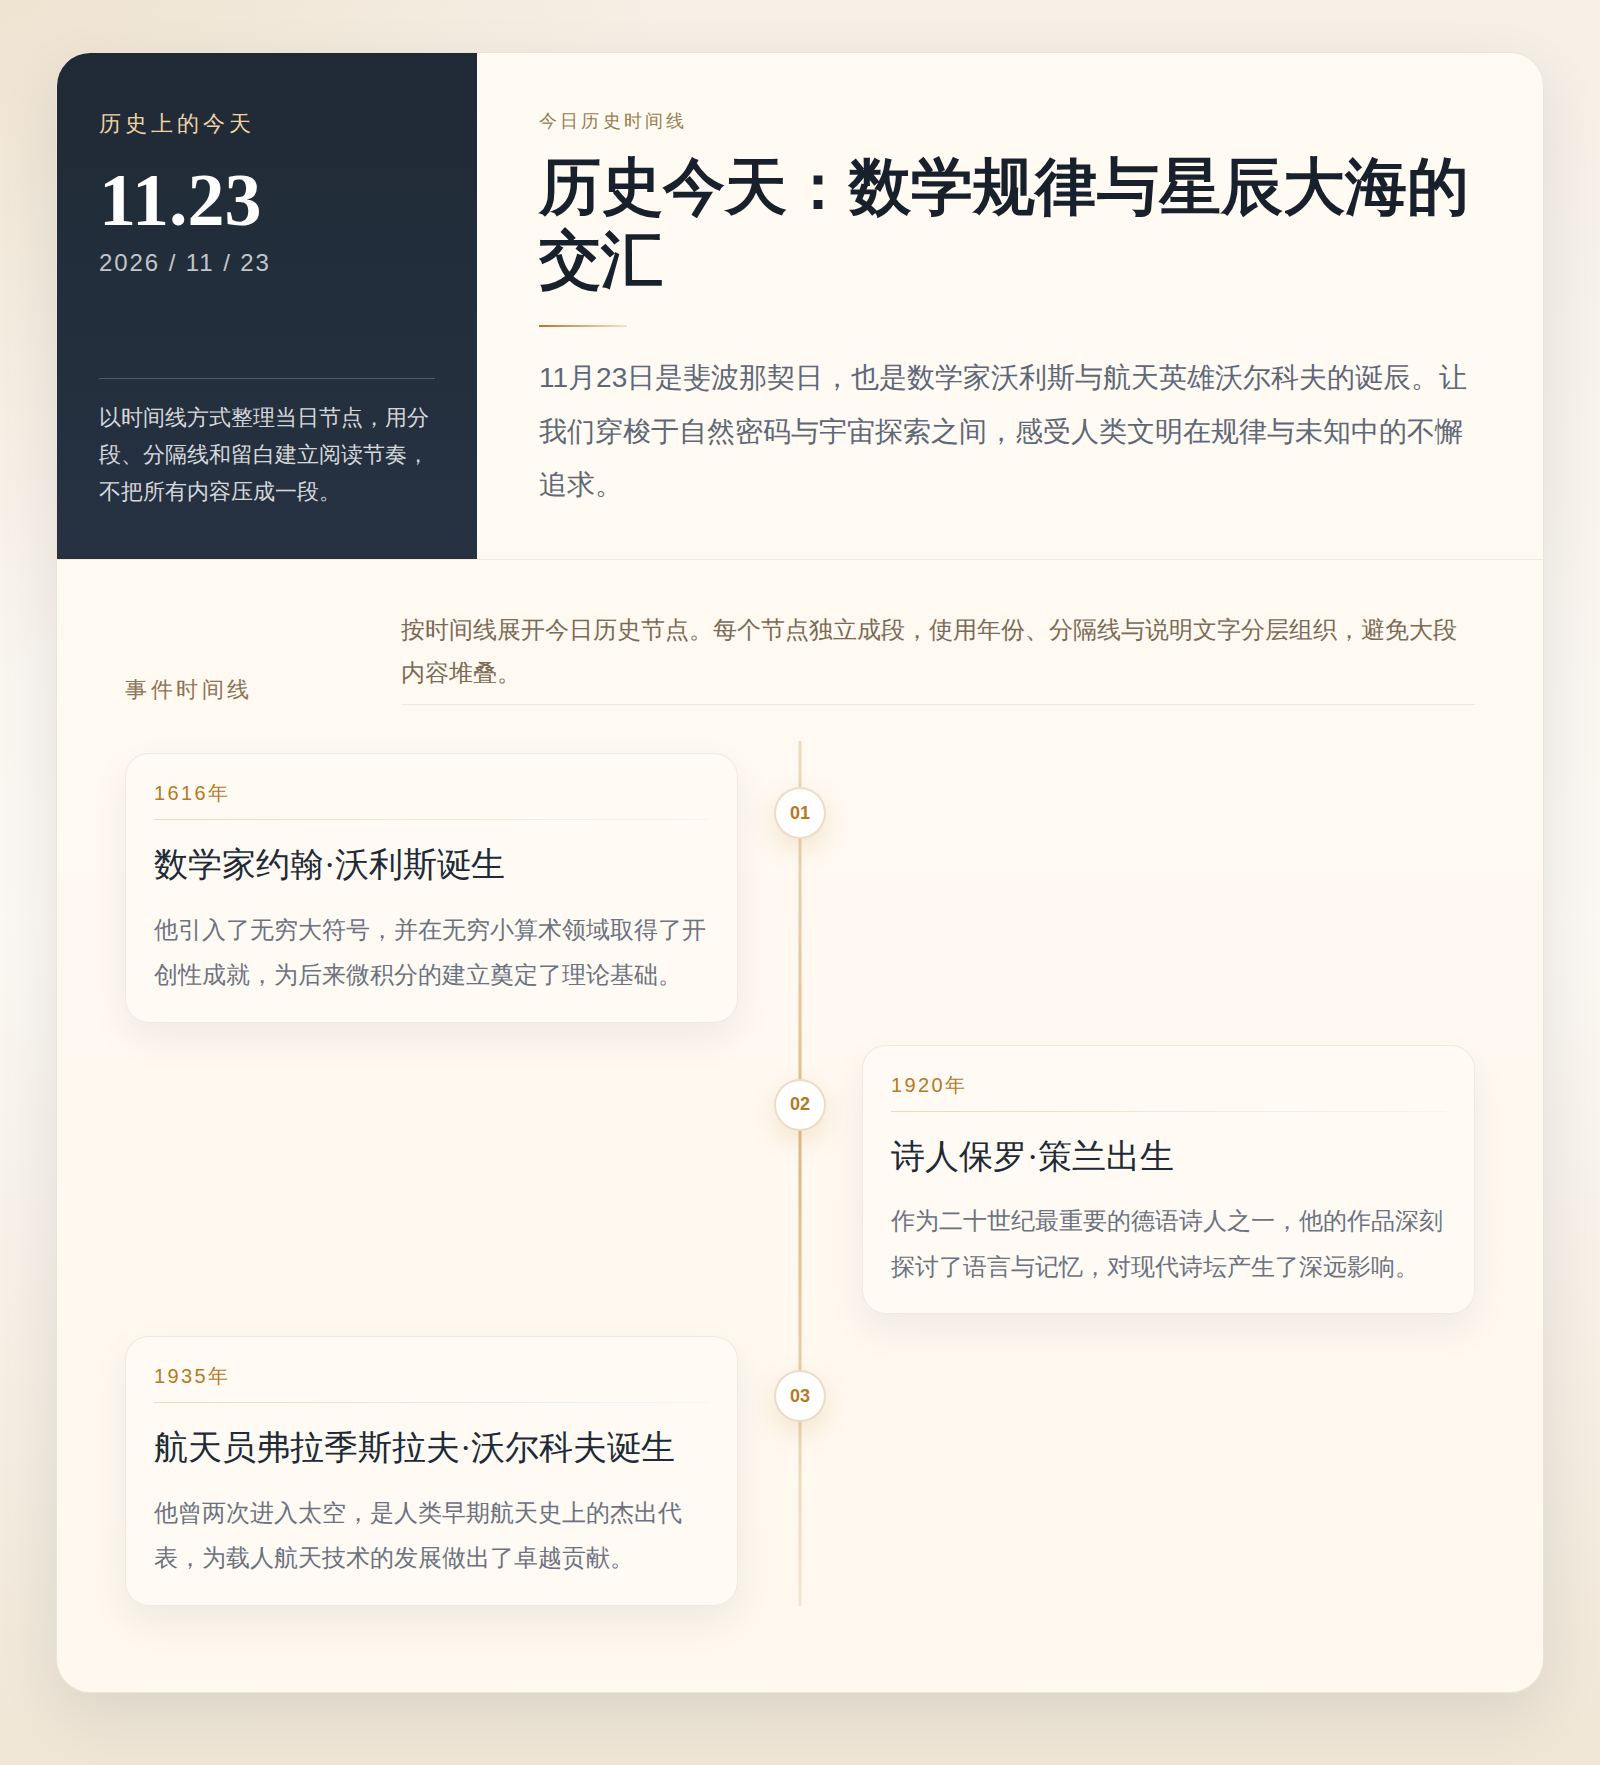 历史上的今天
11.23
2026 / 11 / 23
以时间线方式整理当日节点，用分
段、分隔线和留白建立阅读节奏，
不把所有内容压成一段。
今日历史时间线
历史今天：数学规律与星辰大海的
交汇
11月23日是斐波那契日，也是数学家沃利斯与航天英雄沃尔科夫的诞辰。让
我们穿梭于自然密码与宇宙探索之间，感受人类文明在规律与未知中的不懈
追求。
事件时间线
按时间线展开今日历史节点。每个节点独立成段，使用年份、分隔线与说明文字分层组织，避免大段
内容堆叠。
1616年
数学家约翰·沃利斯诞生
他引入了无穷大符号，并在无穷小算术领域取得了开
创性成就，为后来微积分的建立奠定了理论基础。
01
02
1920年
诗人保罗·策兰出生
作为二十世纪最重要的德语诗人之一，他的作品深刻
探讨了语言与记忆，对现代诗坛产生了深远影响。
1935年
航天员弗拉季斯拉夫·沃尔科夫诞生
他曾两次进入太空，是人类早期航天史上的杰出代
表，为载人航天技术的发展做出了卓越贡献。
03